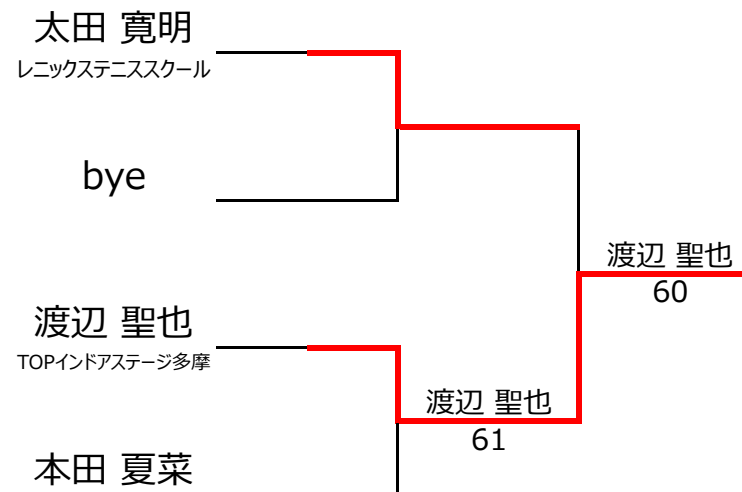 太田 寛明
レニックステニススクール
bye
渡辺 聖也
60
渡辺 聖也
TOPインドアステージ多摩
渡辺 聖也
61
本田 夏菜